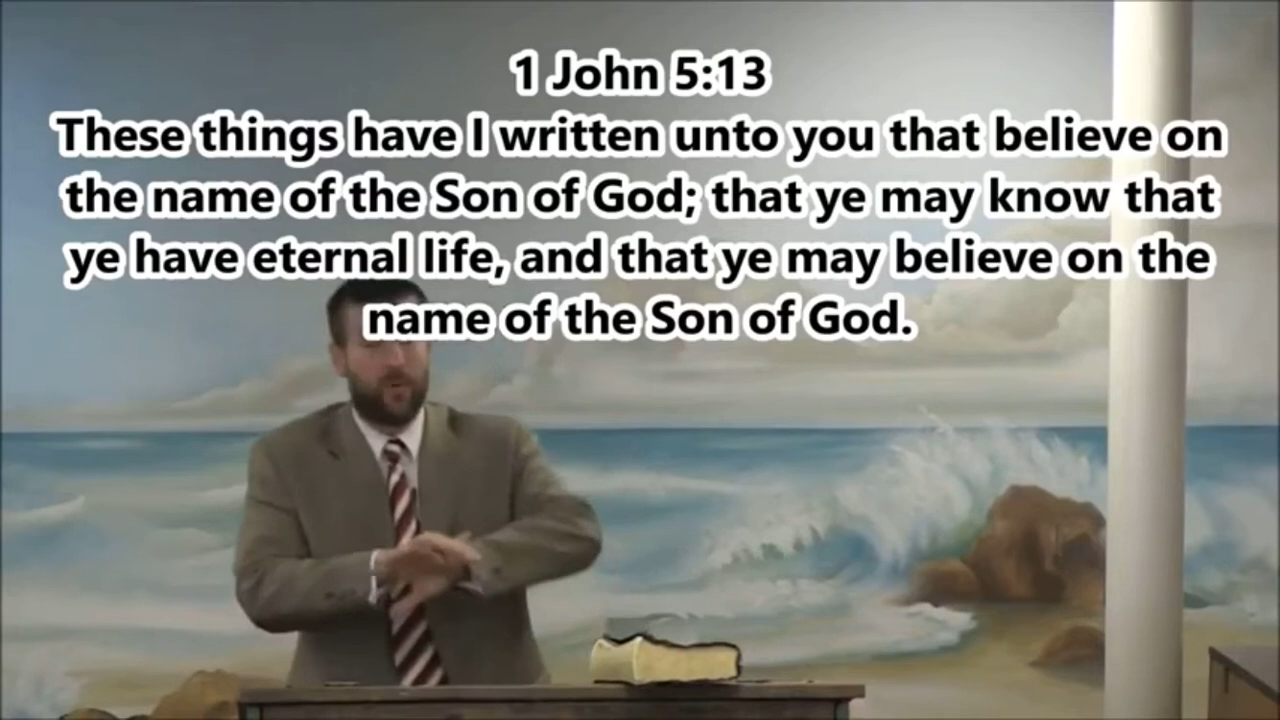 1 John 5:13
These things have I written unto you that believe on
the name of the Son of God; that ye may know that
ye have eternal life, and that ye may believe on the
name of the Son of God.